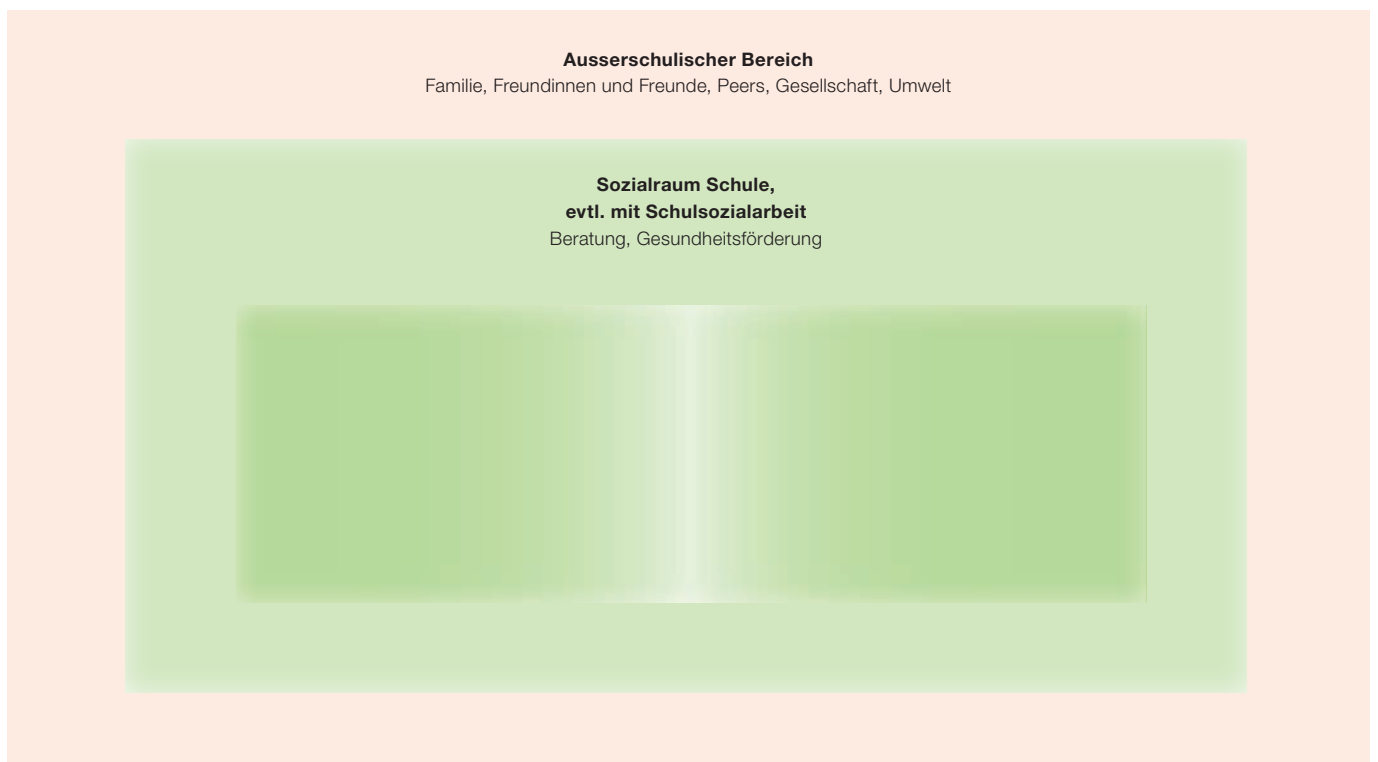 Ausserschulischer Bereich
Familie, Freundinnen und Freunde, Peers, Gesellschaft, Umwelt
Sozialraum Schule,
evtl. mit Schulsozialarbeit
Beratung, Gesundheitsförderung